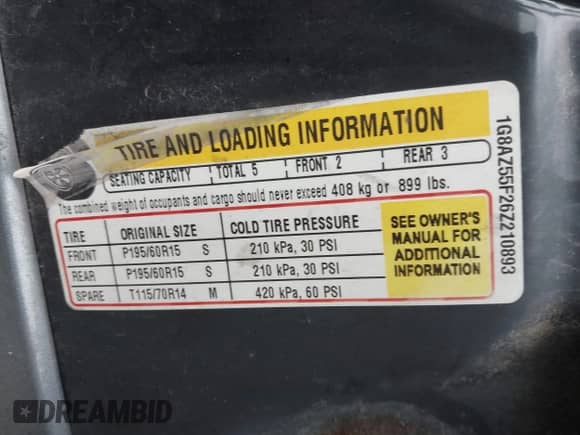 TIRE AND LOADING INFORMATION
SEATING CAPACITY TOTAL 5 FRONT 2 REAR 3
The combined weight of occupants and cargo should never exceed 408 kg or 899 lbs.
TIRE ORIGINAL SIZE COLD TIRE PRESSURE
FRONT P195/60R15 S 210 kPa, 30 PSI
REAR P195/60R15 S 210 kPa, 30 PSI
SPARE T115/70R14 M 420 kPa, 60 PSI
SEE OWNER'S
MANUAL FOR
ADDITIONAL
INFORMATION
1G8AZ55F26Z210893
DREAMBID